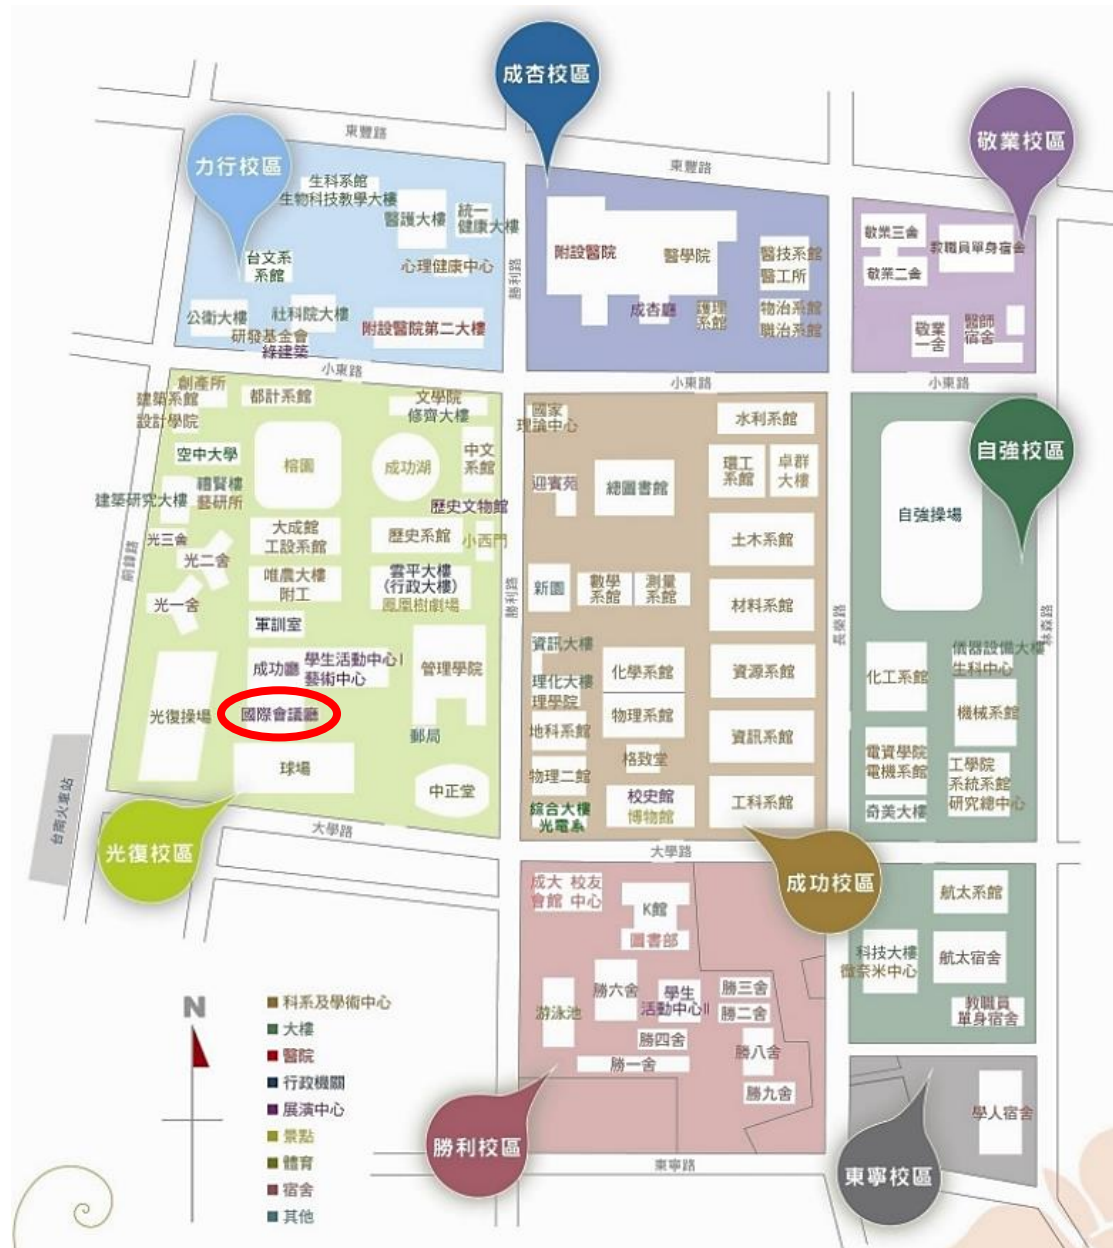 成杏校區
敬業校區
力行校區
東豐路
東豐路
生科系館
生物科技教學大樓
醫護大樓
統一
健康大樓
台文系
系館
心理健康中心
公衛大樓
社科院大樓
研發基金會
綠建築
附設醫院第二大樓
勝利路
附設醫院
醫學院
醫技系館
醫工所
成杏廳
護理
系館
物治系館
職治系館
敬業三舍
教職員單身宿舍
敬業二舍
敬業
一舍
醫師
宿舍
小東路
小東路
小東路
創產所
建築系館
設計學院
都計系館
文學院
修齊大樓
空中大學
榕園
成功湖
中文
系館
禮賢樓
藝研所
建築研究大樓
歷史文物館
大成館
工設系館
歷史系館
小西門
光三舍
光二舍
唯農大樓
附工
雲平大樓
(行政大樓)
鳳凰樹劇場
光一舍
軍訓室
成功廳
學生活動中心I
藝術中心
管理學院
光復操場
國際會議廳
郵局
球場
中正堂
前鋒路
勝利路
台南火車站
大學路
光復校區
國家
理論中心
水利系館
迎賓苑
總圖書館
環工
系館
卓群
大樓
土木系館
新園
數學
系館
測量
系館
材料系館
資訊大樓
理化大樓
理學院
化學系館
資源系館
地科系館
物理系館
資訊系館
物理二館
格致堂
綜合大樓
光電系
校史館
博物館
工科系館
大學路
成功校區
長榮路
自強校區
自強操場
林森路
儀器設備大樓
生科中心
化工系館
機械系館
電資學院
電機系館
工學院
系統系館
研究總中心
奇美大樓
航太系館
科技大樓
微奈米中心
航太宿舍
教職員
單身宿舍
成大
會館
校友
中心
K館
圖書部
游泳池
勝六舍
學生
活動中心II
勝三舍
勝二舍
勝四舍
勝一舍
勝八舍
勝九舍
勝利校區
東寧路
學人宿舍
東寧校區
N
科系及學術中心
大樓
醫院
行政機關
展演中心
景點
體育
宿舍
其他